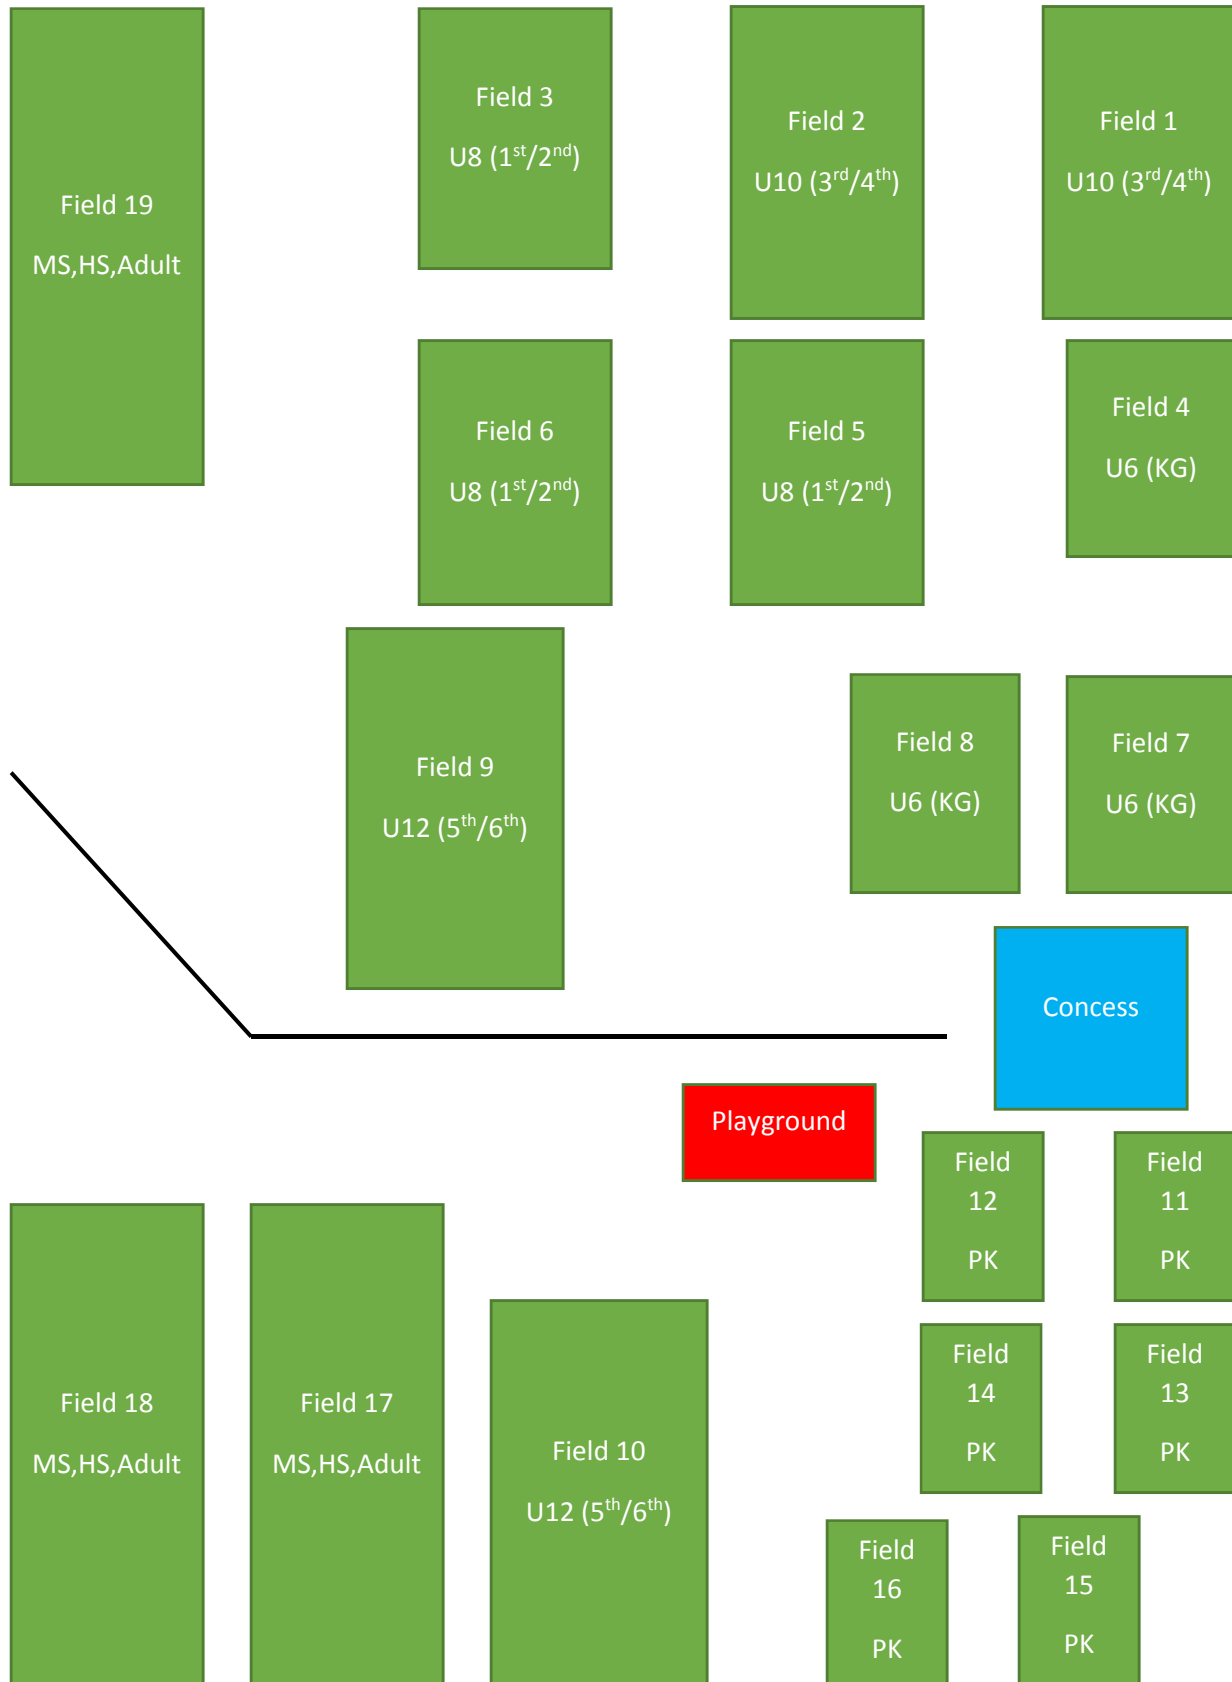 Field 3
U8 (1st/2nd)
Field 2
U10 (3rd/4th)
Field 1
U10 (3rd/4th)
Field 19
MS,HS,Adult
Field 6
U8 (1st/2nd)
Field 5
U8 (1st/2nd)
Field 4
U6 (KG)
Field 9
U12 (5th/6th)
Field 8
U6 (KG)
Field 7
U6 (KG)
Concess
Playground
Field
12
PK
Field
11
PK
Field
14
PK
Field
13
PK
Field 18
MS,HS,Adult
Field 17
MS,HS,Adult
Field 10
U12 (5th/6th)
Field
16
PK
Field
15
PK